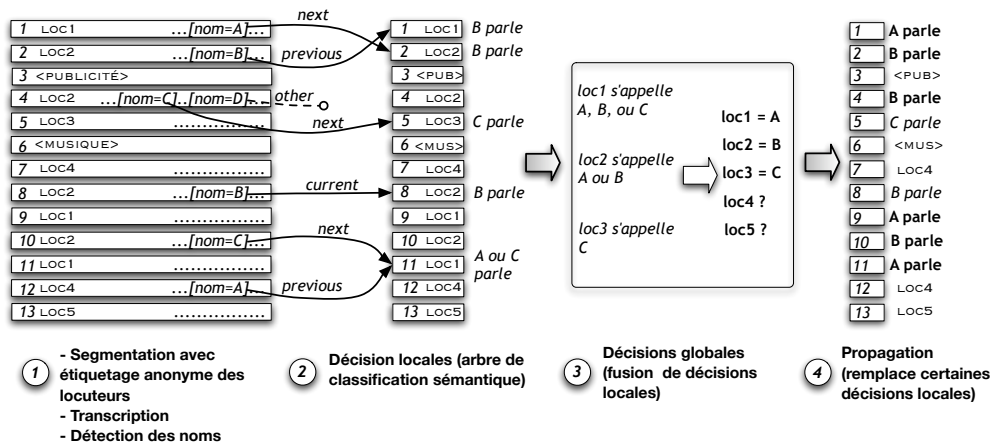 1 LOC1 ...[nom=A]...
2 LOC2 ...[nom=B]...
3 <PUBLICITÉ>
4 LOC2 ...[nom=C]..[nom=D]...
5 LOC3 ...............
6 <MUSIQUE>
7 LOC4 ...............
8 LOC2 ...[nom=B]...
9 LOC1 ...............
10 LOC2 ...[nom=C]...
11 LOC1 ...............
12 LOC4 ...[nom=A]...
13 LOC5 ...............
next
previous
other
next
current
next
previous
1 LOC1 B parle
2 LOC2 B parle
3 <PUB>
4 LOC2
5 LOC3 C parle
6 <MUS>
7 LOC4
8 LOC2 B parle
9 LOC1
10 LOC2
11 LOC1 A ou C
parle
12 LOC4
13 LOC5
loc1 s'appelle
A, B, ou C
loc2 s'appelle
A ou B
loc3 s'appelle
C
loc1 = A
loc2 = B
loc3 = C
loc4 ?
loc5 ?
1 A parle
2 B parle
3 <PUB>
4 B parle
5 C parle
6 <MUS>
7 LOC4
8 B parle
9 A parle
10 B parle
11 A parle
12 LOC4
13 LOC5
1
- Segmentation avec
étiquetage anonyme des
locuteurs
- Transcription
- Détection des noms
2
Décision locales (arbre de
classification sémantique)
3
Décisions globales
(fusion de décisions
locales)
4
Propagation
(remplace certaines
décisions locales)